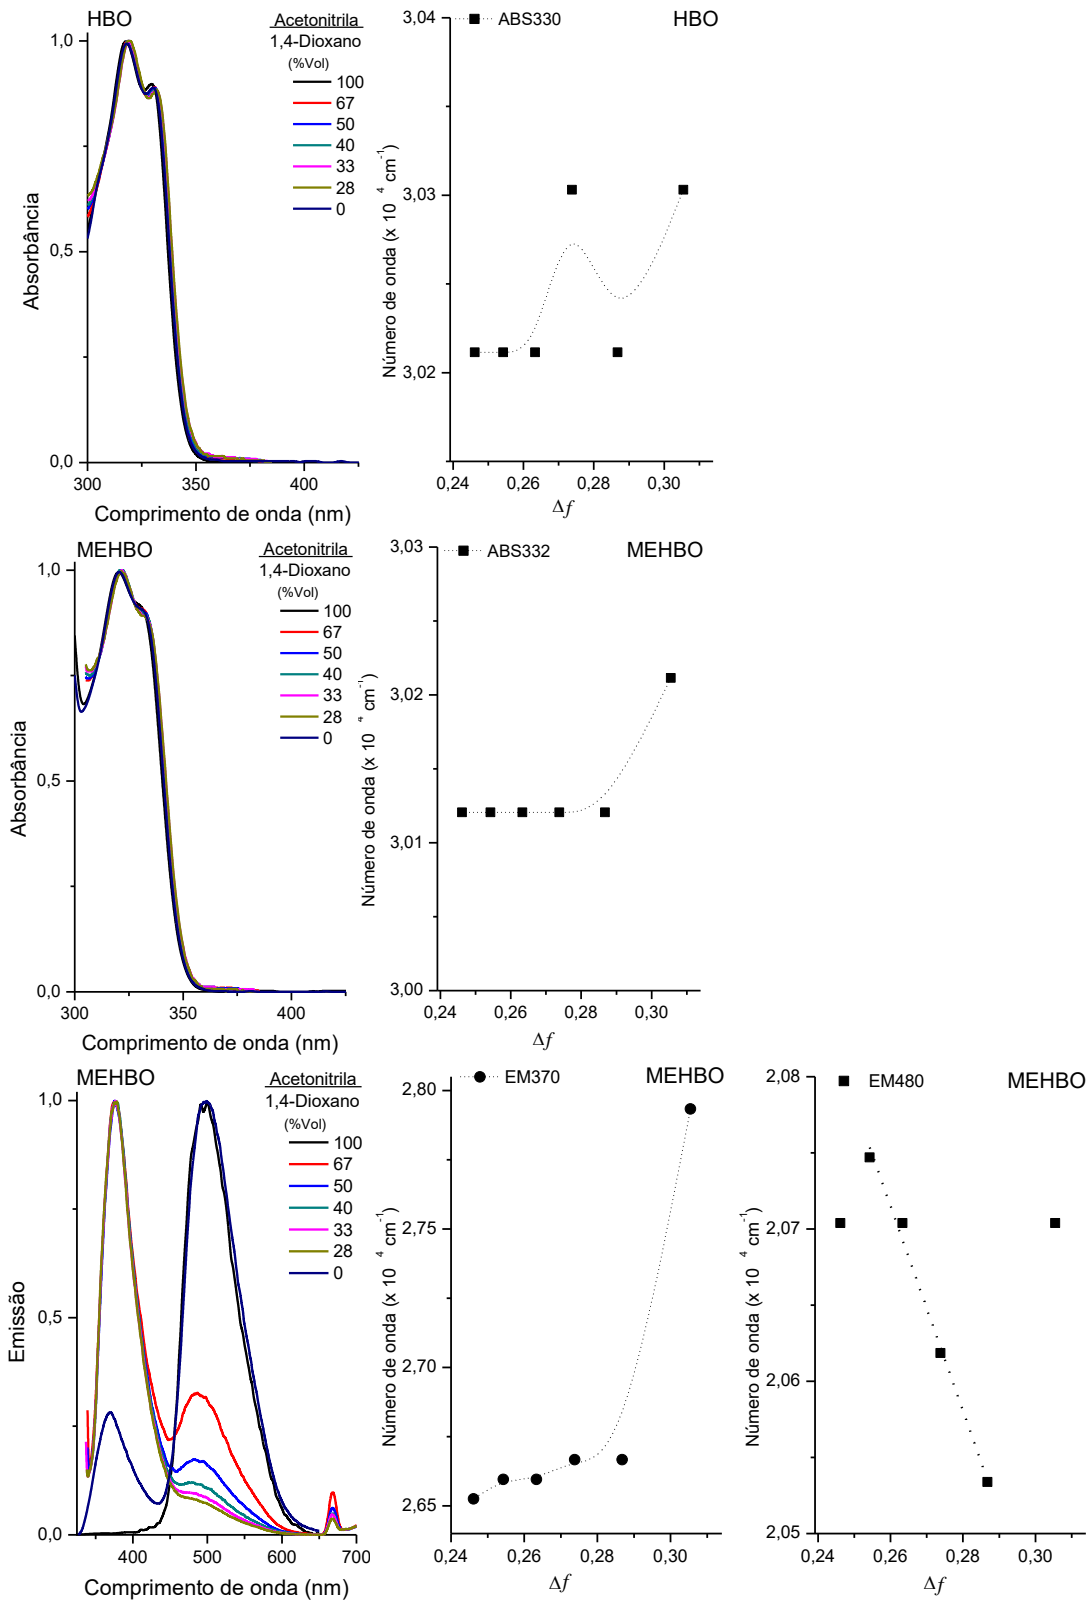 HBO
Acetonitrila
1,4-Dioxano
(%Vol)
100
67
50
40
33
28
0
1,0
0,5
0,0
Absorbância
300
350
400
Comprimento de onda (nm)
ABS330
HBO
3,04
3,03
3,02
Número de onda (x 10 4 cm-1)
0,24
0,26
0,28
0,30
Δf
MEHBO
Acetonitrila
1,4-Dioxano
(%Vol)
100
67
50
40
33
28
0
1,0
0,5
0,0
Absorbância
300
350
400
Comprimento de onda (nm)
ABS332
MEHBO
3,03
3,02
3,01
3,00
Número de onda (x 10 4 cm-1)
0,24
0,26
0,28
0,30
Δf
MEHBO
Acetonitrila
1,4-Dioxano
(%Vol)
100
67
50
40
33
28
0
1,0
0,5
0,0
Emissão
400
500
600
700
Comprimento de onda (nm)
EM370
MEHBO
2,80
2,75
2,70
2,65
Número de onda (x 10 4 cm-1)
0,24
0,26
0,28
0,30
Δf
EM480
MEHBO
2,08
2,07
2,06
2,05
Número de onda (x 10 4 cm-1)
0,24
0,26
0,28
0,30
Δf